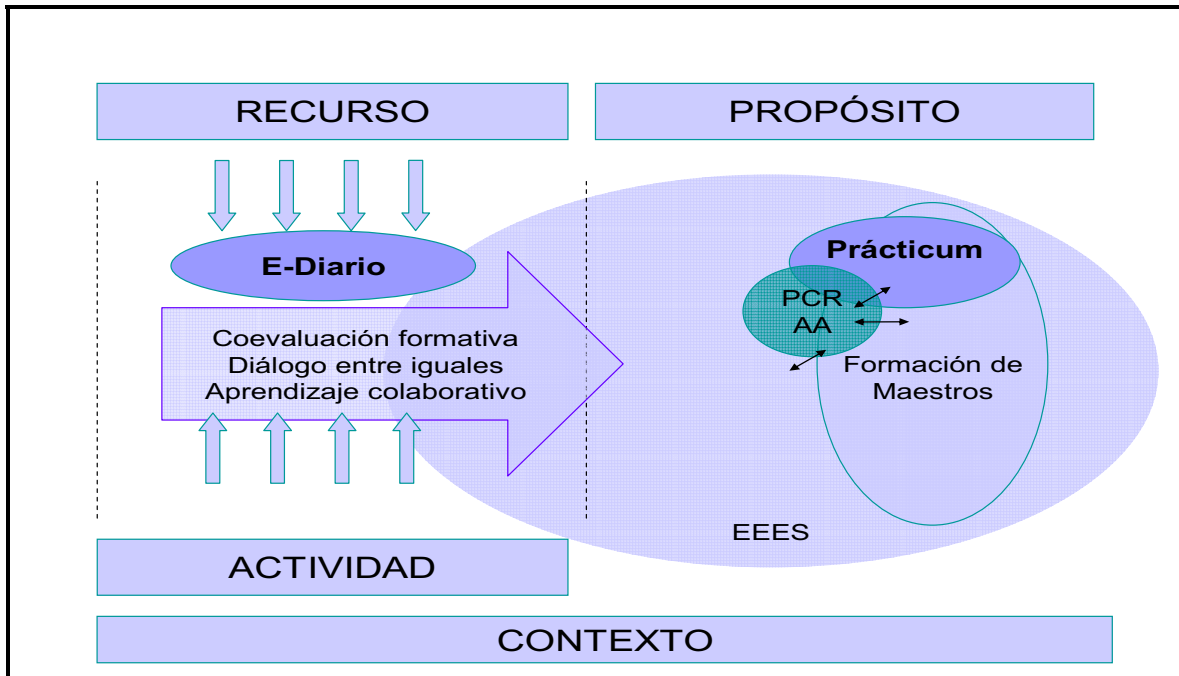 RECURSO
PROPÓSITO
E-Diario
Coevaluación formativa
Diálogo entre iguales
Aprendizaje colaborativo
Prácticum
PCR
AA
Formación de
Maestros
EEES
ACTIVIDAD
CONTEXTO